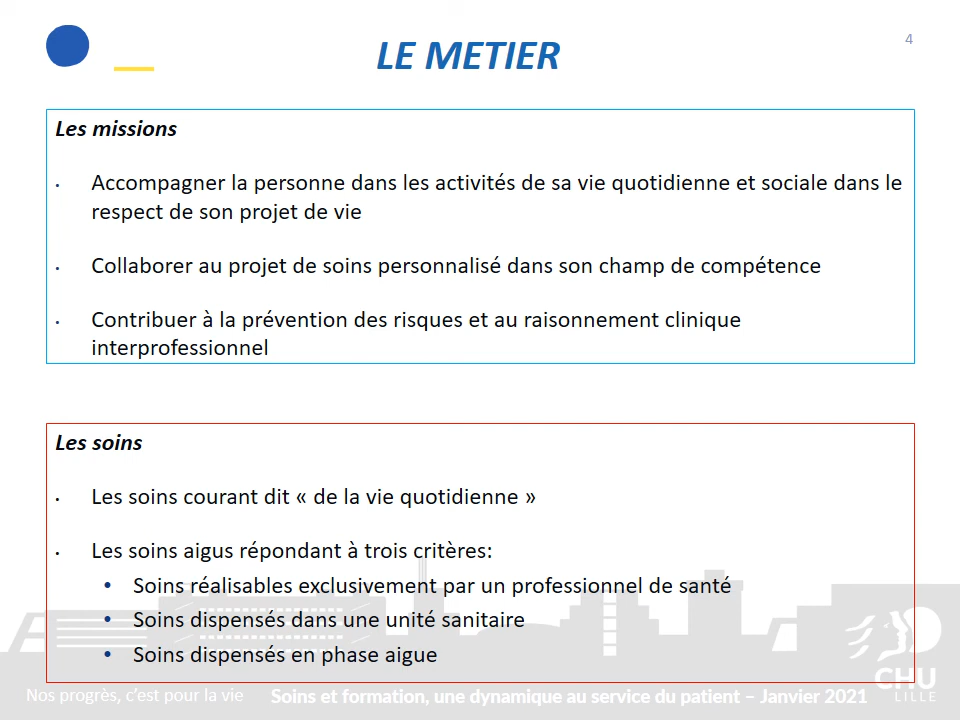 4
LE METIER
Les missions
· Accompagner la personne dans les activités de sa vie quotidienne et sociale dans le
respect de son projet de vie
· Collaborer au projet de soins personnalisé dans son champ de compétence
· Contribuer à la prévention des risques et au raisonnement clinique
interprofessionnel
Les soins
· Les soins courant dit « de la vie quotidienne »
· Les soins aigus répondant à trois critères:
• Soins réalisables exclusivement par un professionnel de santé
• Soins dispensés dans une unité sanitaire
• Soins dispensés en phase aigue
Nos progrès, c'est pour la vie
Soins et formation, une dynamique au service du patient – Janvier 2021
CHU
LILLE